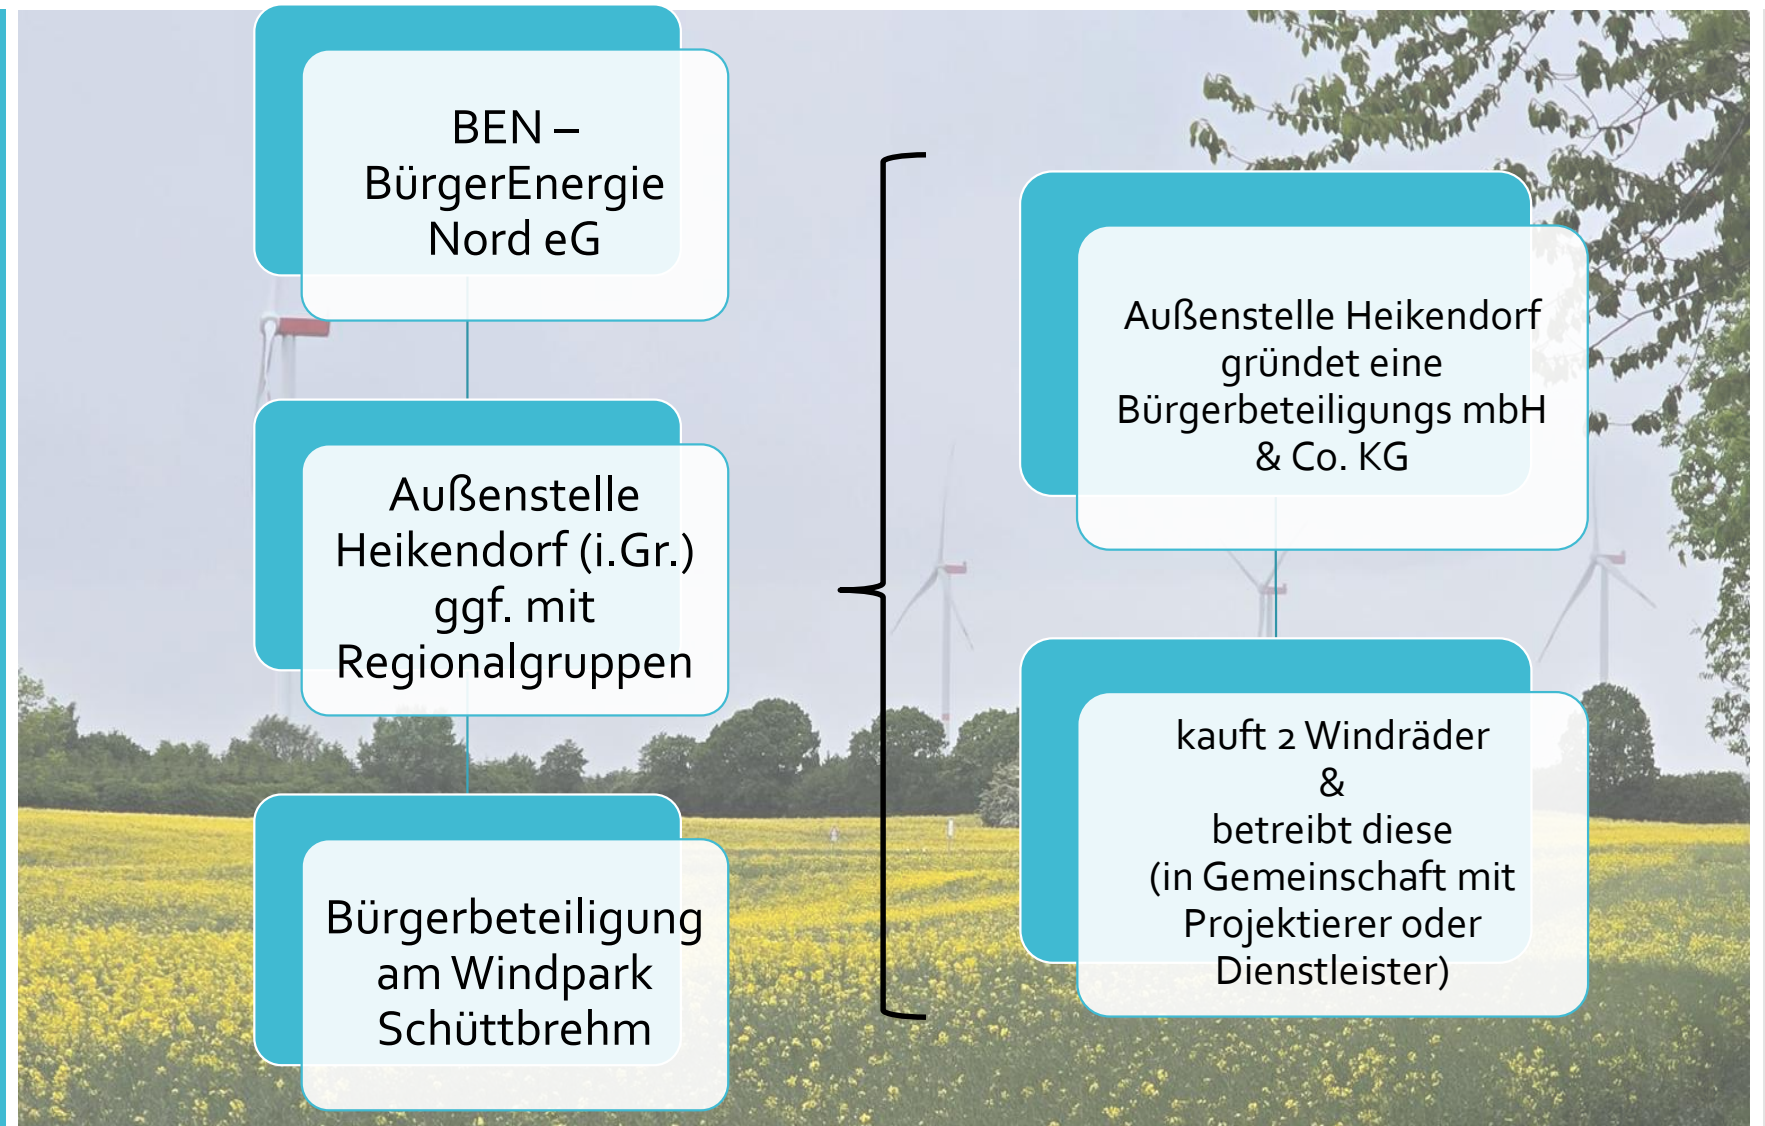 BEN –
BürgerEnergie
Nord eG
Außenstelle
Heikendorf (i.Gr.)
ggf. mit
Regionalgruppen
Bürgerbeteiligung
am Windpark
Schüttbrehm
Außenstelle Heikendorf
gründet eine
Bürgerbeteiligungs mbH
& Co. KG
kauft 2 Windräder
&
betreibt diese
(in Gemeinschaft mit
Projektierer oder
Dienstleister)